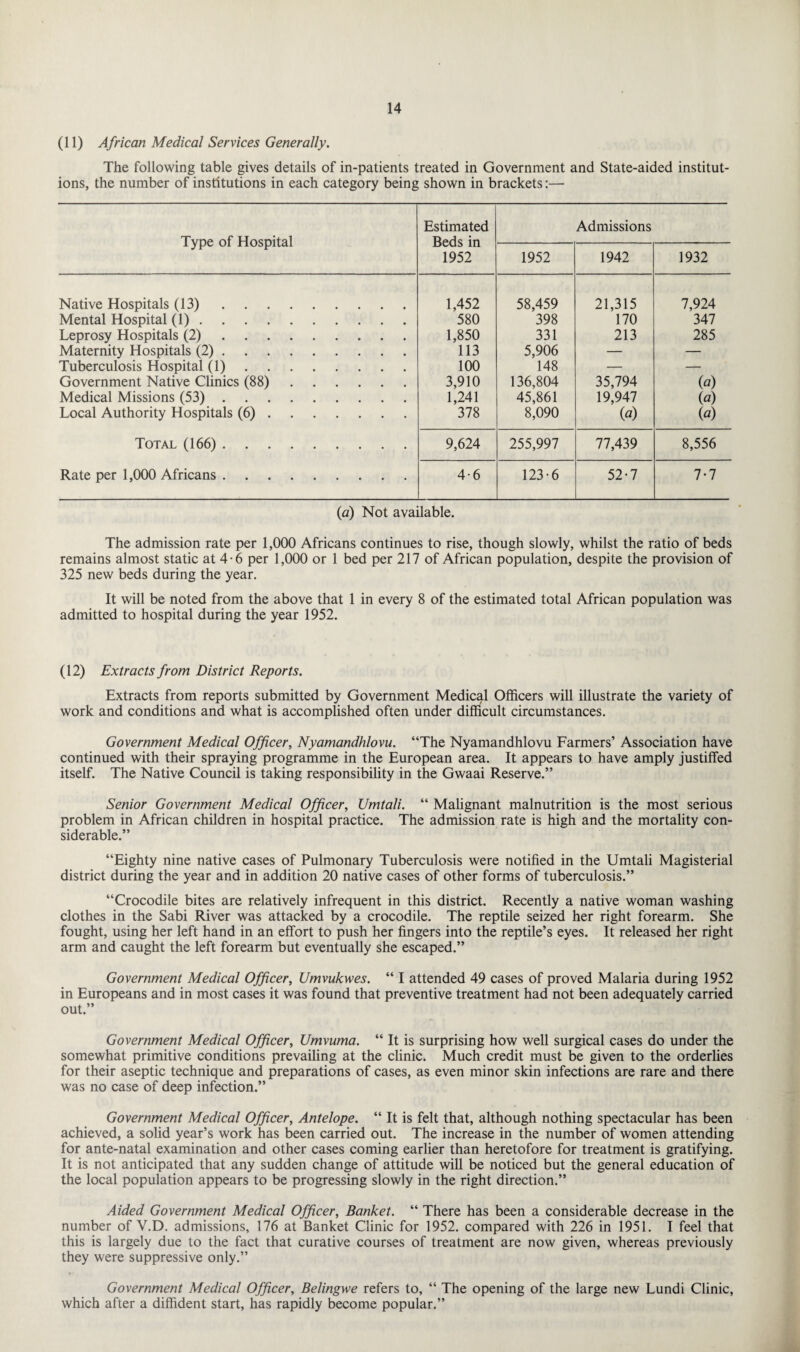 14
(11) African Medical Services Generally.
The following table gives details of in-patients treated in Government and State-aided institut-
ions, the number of institutions in each category being shown in brackets:—
Type of Hospital | Estimated Beds in 1952 | Admissions
1952 | 1942 | 1932
Native Hospitals (13) . . . . . . . . . | 1,452 | 58,459 | 21,315 | 7,924
Mental Hospital (1) . . . . . . . . . . | 580 | 398 | 170 | 347
Leprosy Hospitals (2) . . . . . . . . . | 1,850 | 331 | 213 | 285
Maternity Hospitals (2) . . . . . . . . . | 113 | 5,906 | — | —
Tuberculosis Hospital (1) . . . . . . . . | 100 | 148 | — | —
Government Native Clinics (88) . . . . . . | 3,910 | 136,804 | 35,794 | (a)
Medical Missions (53) . . . . . . . . . | 1,241 | 45,861 | 19,947 | (a)
Local Authority Hospitals (6) . . . . . . . | 378 | 8,090 | (a) | (a)
TOTAL (166) . . . . . . . . . | 9,624 | 255,997 | 77,439 | 8,556
Rate per 1,000 Africans . . . . . . . . . | 4·6 | 123·6 | 52·7 | 7·7
(a) Not available.
The admission rate per 1,000 Africans continues to rise, though slowly, whilst the ratio of beds
remains almost static at 4·6 per 1,000 or 1 bed per 217 of African population, despite the provision of
325 new beds during the year.
It will be noted from the above that 1 in every 8 of the estimated total African population was
admitted to hospital during the year 1952.
(12) Extracts from District Reports.
Extracts from reports submitted by Government Medical Officers will illustrate the variety of
work and conditions and what is accomplished often under difficult circumstances.
Government Medical Officer, Nyamandhlovu. “The Nyamandhlovu Farmers’ Association have
continued with their spraying programme in the European area. It appears to have amply justiffed
itself. The Native Council is taking responsibility in the Gwaai Reserve.”
Senior Government Medical Officer, Umtali. “ Malignant malnutrition is the most serious
problem in African children in hospital practice. The admission rate is high and the mortality con-
siderable.”
“Eighty nine native cases of Pulmonary Tuberculosis were notified in the Umtali Magisterial
district during the year and in addition 20 native cases of other forms of tuberculosis.”
“Crocodile bites are relatively infrequent in this district. Recently a native woman washing
clothes in the Sabi River was attacked by a crocodile. The reptile seized her right forearm. She
fought, using her left hand in an effort to push her fingers into the reptile’s eyes. It released her right
arm and caught the left forearm but eventually she escaped.”
Government Medical Officer, Umvukwes. “ I attended 49 cases of proved Malaria during 1952
in Europeans and in most cases it was found that preventive treatment had not been adequately carried
out.”
Government Medical Officer, Umvuma. “ It is surprising how well surgical cases do under the
somewhat primitive conditions prevailing at the clinic. Much credit must be given to the orderlies
for their aseptic technique and preparations of cases, as even minor skin infections are rare and there
was no case of deep infection.”
Government Medical Officer, Antelope. “ It is felt that, although nothing spectacular has been
achieved, a solid year’s work has been carried out. The increase in the number of women attending
for ante-natal examination and other cases coming earlier than heretofore for treatment is gratifying.
It is not anticipated that any sudden change of attitude will be noticed but the general education of
the local population appears to be progressing slowly in the right direction.”
Aided Government Medical Officer, Banket. “ There has been a considerable decrease in the
number of V.D. admissions, 176 at Banket Clinic for 1952. compared with 226 in 1951. I feel that
this is largely due to the fact that curative courses of treatment are now given, whereas previously
they were suppressive only.”
Government Medical Officer, Belingwe refers to, “ The opening of the large new Lundi Clinic,
which after a diffident start, has rapidly become popular.”